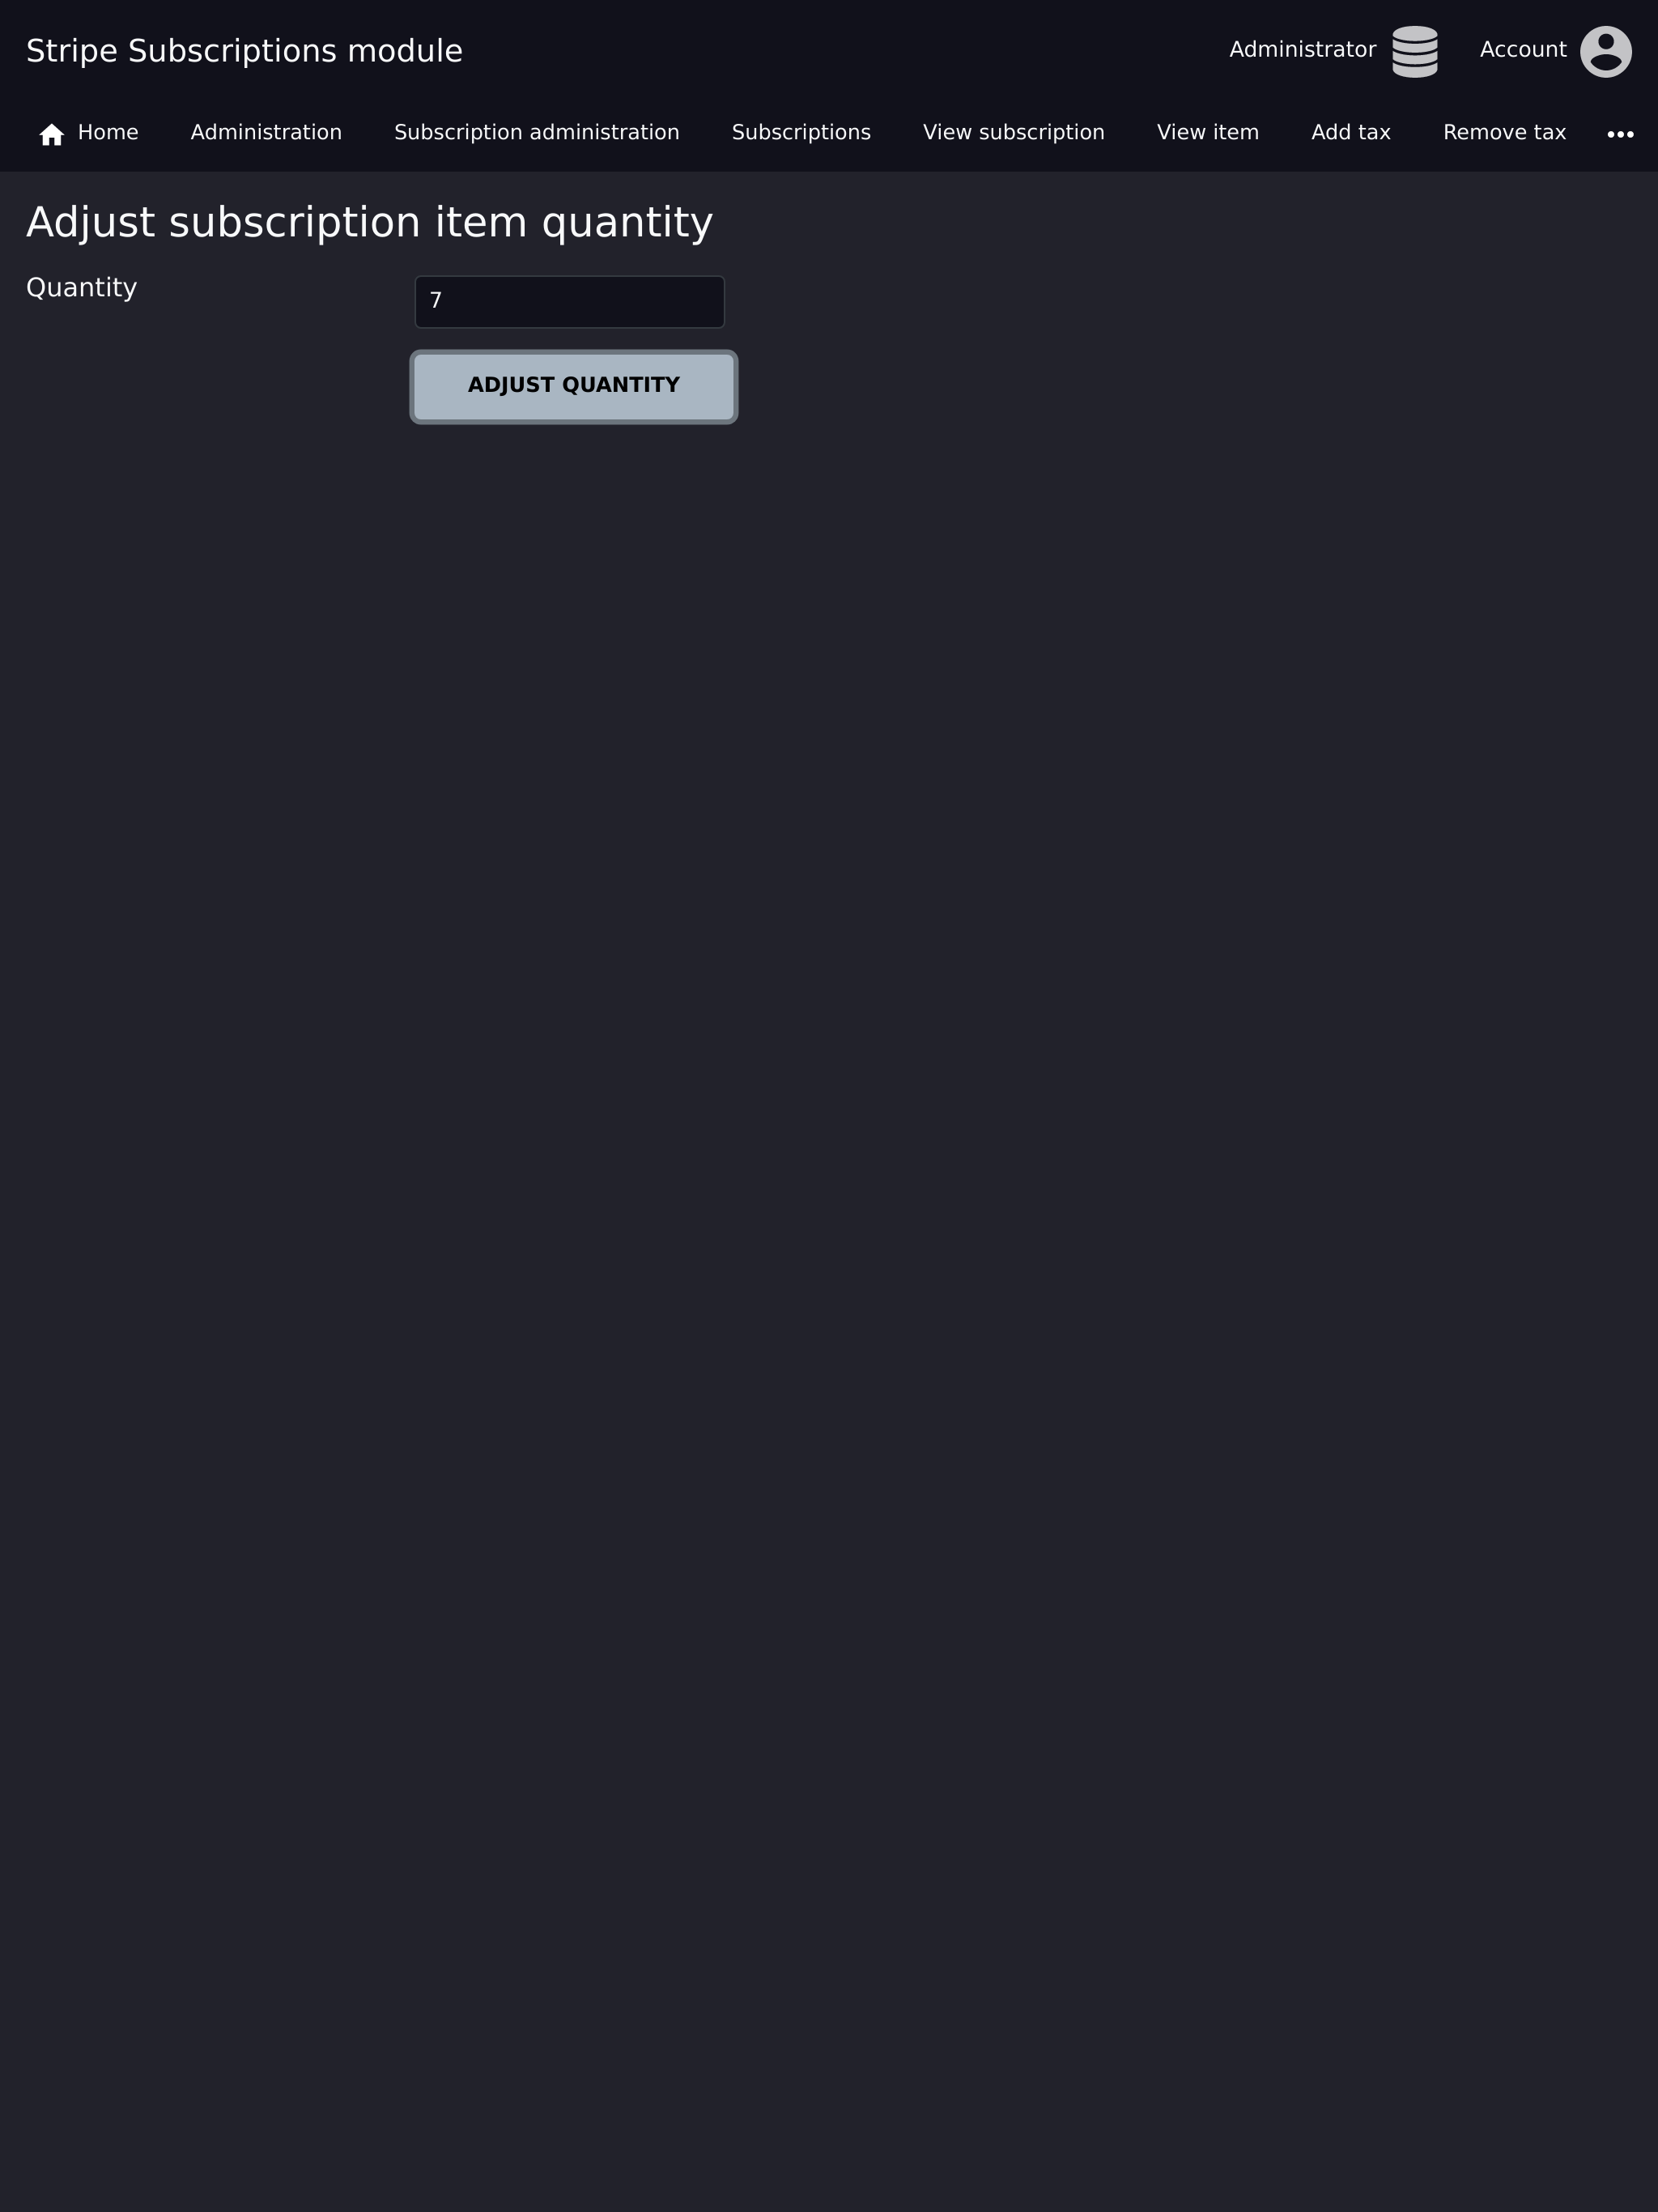 Stripe Subscriptions module
Administrator
Account
Home
Administration
Subscription administration
Subscriptions
View subscription
View item
Add tax
Remove tax
Adjust subscription item quantity
Quantity
7
ADJUST QUANTITY